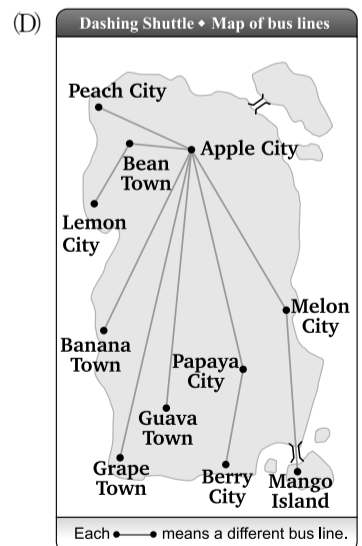 (D)
Dashing Shuttle ◆ Map of bus lines
Peach City
Apple City
Bean
Town
Lemon
City
Melon
City
Banana
Town
Papaya
City
Guava
Town
Grape
Town
Berry
City
Mango
Island
Each ●—● means a different bus line.